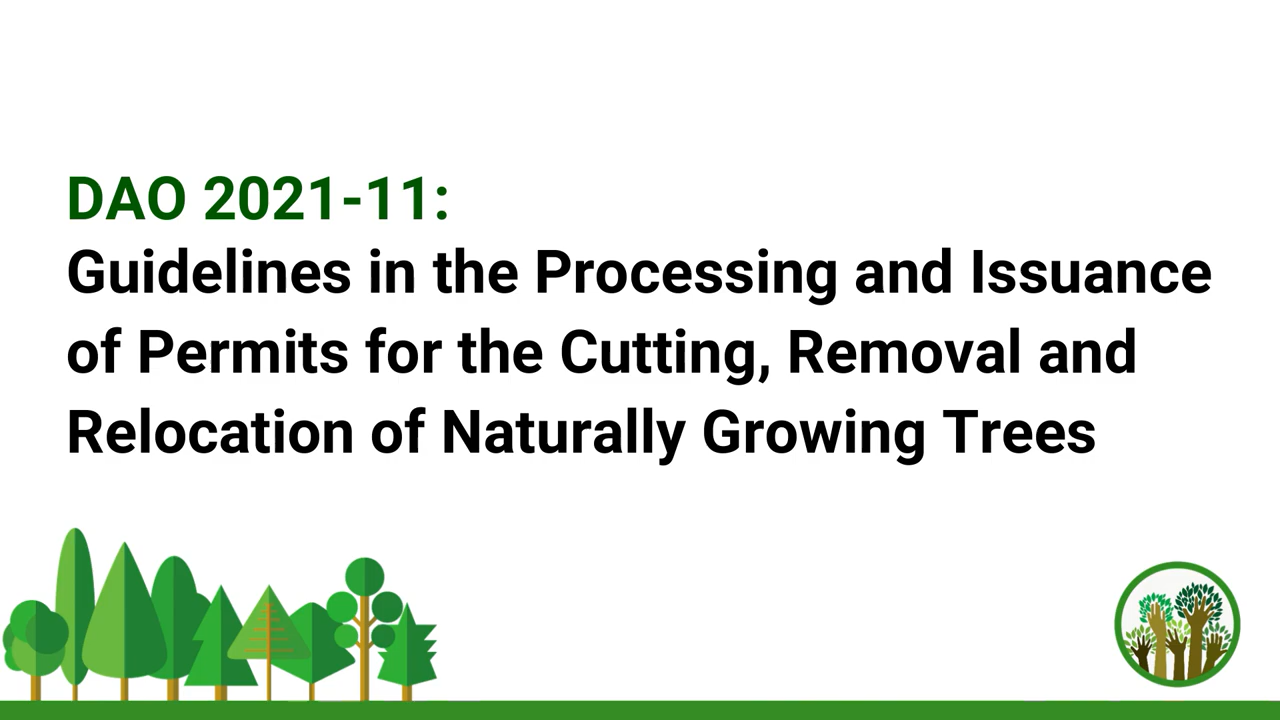 DAO 2021-11:
Guidelines in the Processing and Issuance
of Permits for the Cutting, Removal and
Relocation of Naturally Growing Trees